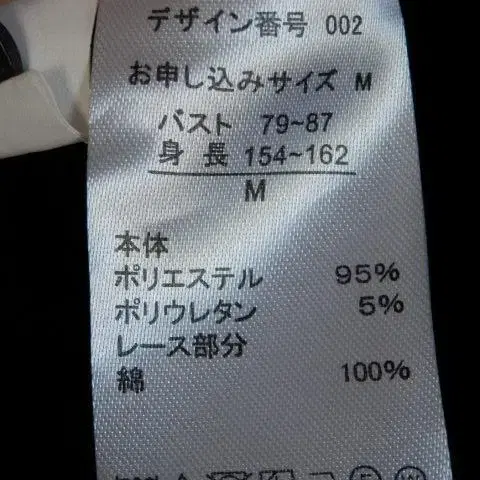 デザイン番号 002
お申し込みサイズ M
バスト 79~87
身 長 154~162
M
本体
ポリエステル 95%
ポリウレタン 5%
レース部分
綿 100%